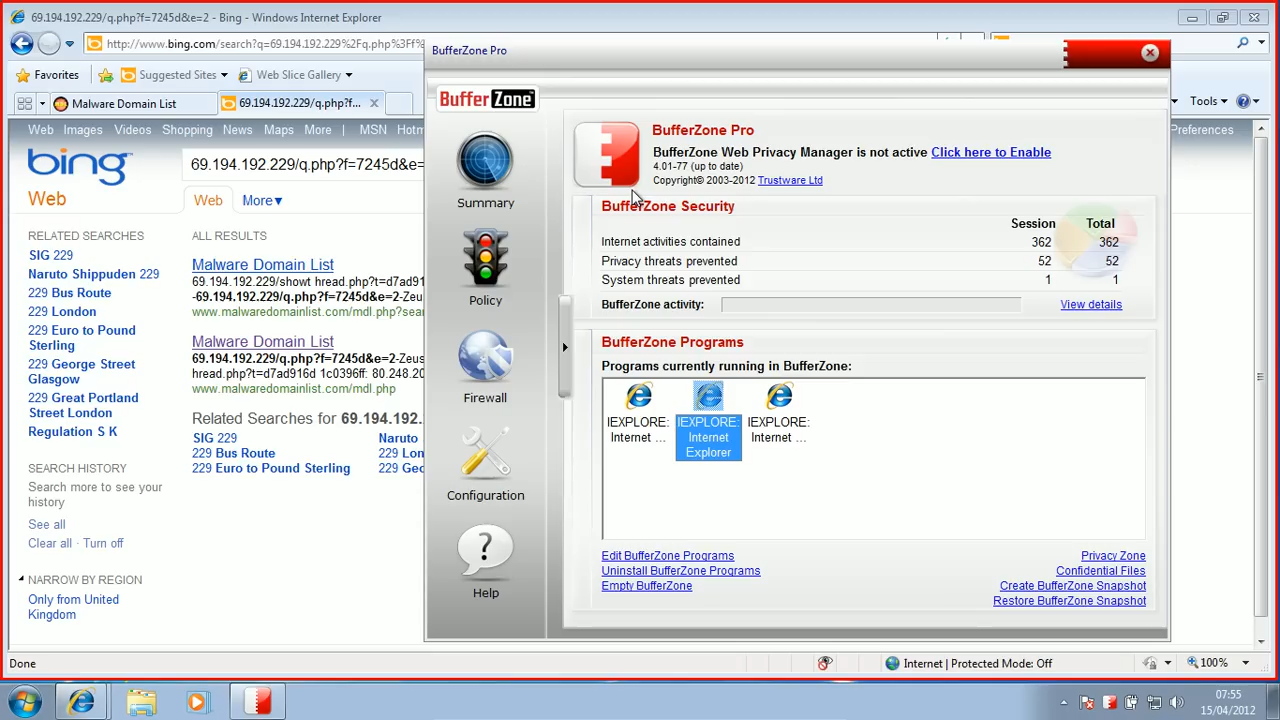 69.194.192.229/q.php?f=7245d&e=2 - Bing - Windows Internet Explorer
http://www.bing.com/search?q=69.194.192.229%2Fq.php%3Ff%
Favorites
Suggested Sites
Web Slice Gallery
Malware Domain List
69.194.192.229/q.php?f...
Tools
Web Images Videos Shopping News Maps More | MSN Hotm
Preferences
bing
69.194.192.229/q.php?f=7245d&e=
Web
Web
More▾
RELATED SEARCHES
SIG 229
Naruto Shippuden 229
229 Bus Route
229 London
229 Euro to Pound
Sterling
229 George Street
Glasgow
229 Great Portland
Street London
Regulation S K
SEARCH HISTORY
Search more to see your
history
See all
Clear all · Turn off
NARROW BY REGION
Only from United
Kingdom
ALL RESULTS
Malware Domain List
69.194.192.229/showt hread.php?t=d7ad91
-69.194.192.229/q.php?f=7245d&e=2-Zeu
www.malwaredomainlist.com/mdl.php?sea
Malware Domain List
69.194.192.229/q.php?f=7245d&e=2-Zeus
hread.php?t=d7ad916d 1c0396ff: 80.248.20
www.malwaredomainlist.com/mdl.php
Related Searches for 69.194.192.
SIG 229
Naruto
229 Bus Route
229 Lon
229 Euro to Pound Sterling
229 Geo
BufferZone Pro
BufferZone™
Summary
Policy
Firewall
Configuration
?
Help
BufferZone Pro
BufferZone Web Privacy Manager is not active Click here to Enable
4.01-77 (up to date)
Copyright© 2003-2012 Trustware Ltd
BufferZone Security
Session Total
Internet activities contained 362 362
Privacy threats prevented 52 52
System threats prevented 1 1
BufferZone activity:
View details
BufferZone Programs
Programs currently running in BufferZone:
IEXPLORE:
Internet ...
IEXPLORE:
Internet
Explorer
IEXPLORE:
Internet ...
Edit BufferZone Programs
Uninstall BufferZone Programs
Empty BufferZone
Privacy Zone
Confidential Files
Create BufferZone Snapshot
Restore BufferZone Snapshot
Done
Internet | Protected Mode: Off
100%
07:55
15/04/2012